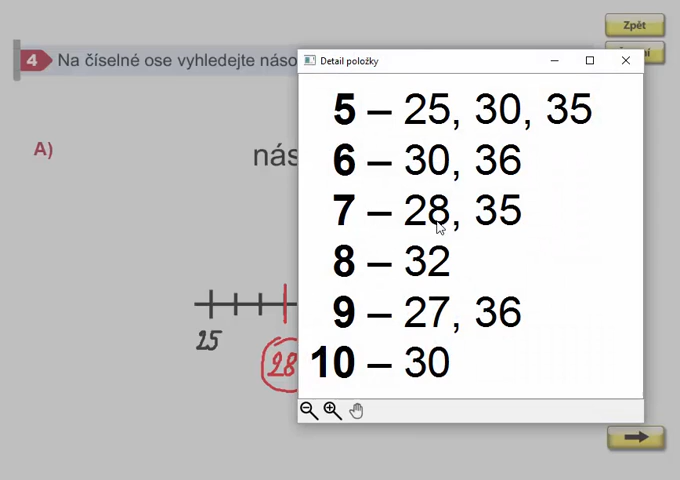 Zpět
4 Na číselné ose vyhledejte náso
Detail položky
A)
nás
5 – 25, 30, 35
6 – 30, 36
7 – 28, 35
8 – 32
9 – 27, 36
10 – 30
25
28